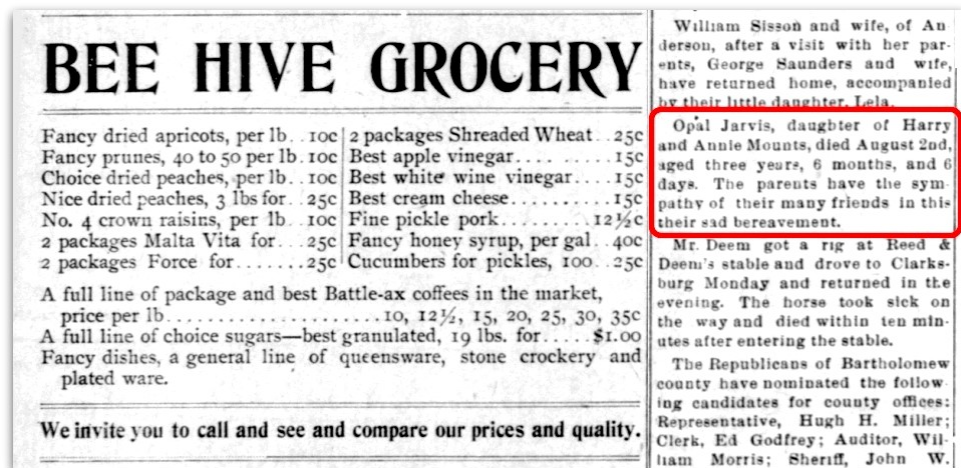 BEE HIVE GROCERY
Fancy dried apricots, per lb.. 10c
Fancy prunes, 40 to 50 per lb. 10c
Choice dried peaches, per lb.. 10c
Nice dried peaches, 3 lbs for.. 25c
No. 4 crown raisins, per lb... 10c
2 packages Malta Vita for.... 25c
2 packages Force for........ 25c
2 packages Shreaded Wheat.. 25c
Best apple vinegar.......... 15c
Best white wine vinegar..... 15c
Best cream cheese.......... 15c
Fine pickle pork......... 12½c
Fancy honey syrup, per gal.. 40c
Cucumbers for pickles, 100.. 25c
A full line of package and best Battle-ax coffees in the market,
price per lb..................... 10, 12½, 15, 20, 25, 30, 35c
A full line of choice sugars—best granulated, 19 lbs. for.....$1.00
Fancy dishes, a general line of queensware, stone crockery and
plated ware.
We invite you to call and see and compare our prices and quality.
William Sisson and wife, of An
derson, after a visit with her par-
ents, George Saunders and wife,
have returned home, accompanied
by their little daughter, Lela.
Opal Jarvis, daughter of Harry
and Annie Mounts, died August 2nd,
aged three years, 6 months, and 6
days. The parents have the sym-
pathy of their many friends in this
their sad bereavement.
Mr. Deem got a rig at Reed &
Deem's stable and drove to Clarks-
burg Monday and returned in the
evening. The horse took sick on
the way and died within ten min-
utes after entering the stable.
The Republicans of Bartholomew
county have nominated the follow-
ing candidates for county offices:
Representative, Hugh H. Miller;
Clerk, Ed Godfrey; Auditor, Wil-
liam Morris; Sheriff, John W.